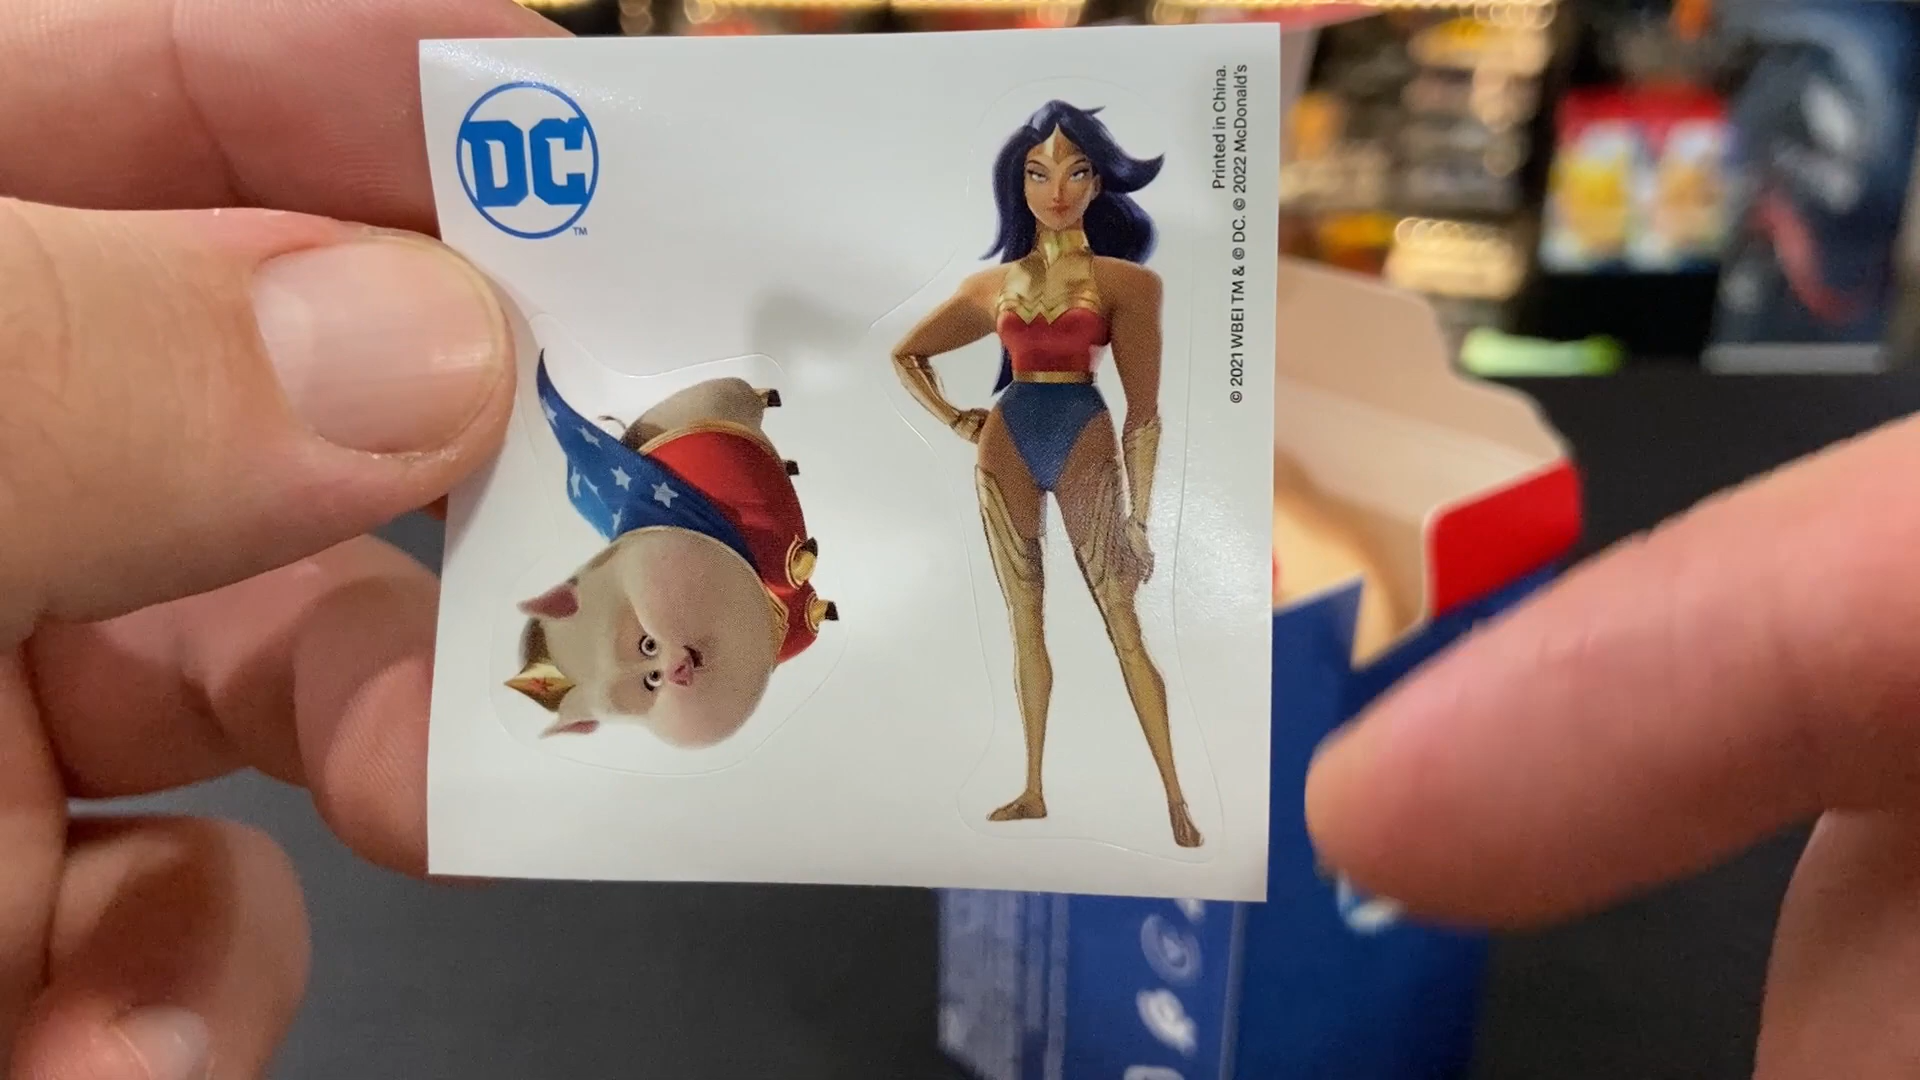 DC
TM
Printed in China.
© 2021 WBEI TM & © DC. © 2022 McDonald's